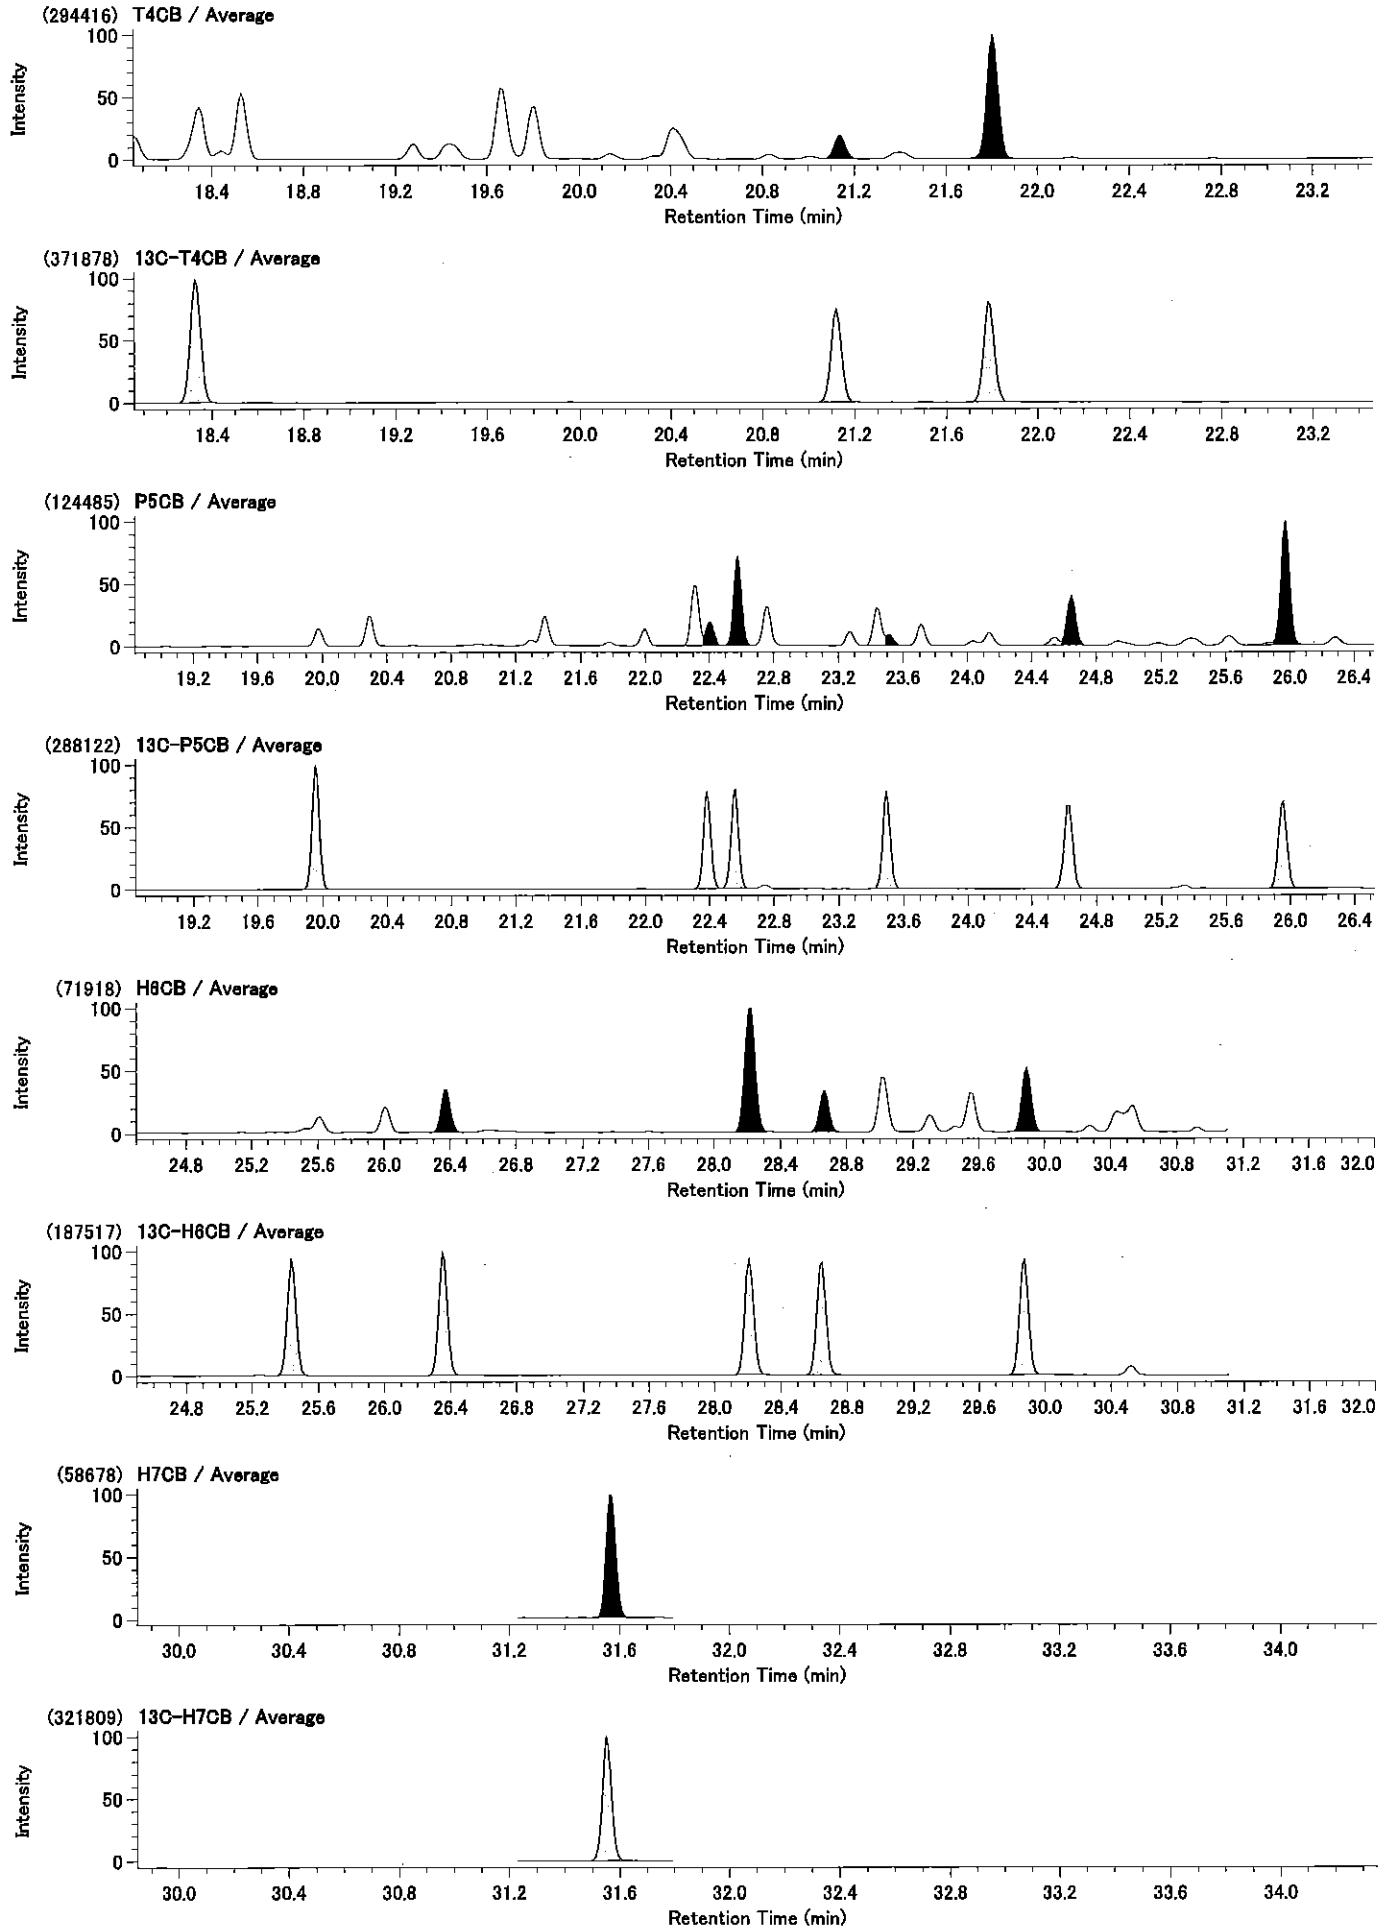 (294416) T4CB / Average
100
50
0
Intensity
18.4 18.8 19.2 19.6 20.0 20.4 20.8 21.2 21.6 22.0 22.4 22.8 23.2
Retention Time (min)
(371878) 13C-T4CB / Average
100
50
0
Intensity
18.4 18.8 19.2 19.6 20.0 20.4 20.8 21.2 21.6 22.0 22.4 22.8 23.2
Retention Time (min)
(124485) P5CB / Average
100
50
0
Intensity
19.2 19.6 20.0 20.4 20.8 21.2 21.6 22.0 22.4 22.8 23.2 23.6 24.0 24.4 24.8 25.2 25.6 26.0 26.4
Retention Time (min)
(288122) 13C-P5CB / Average
100
50
0
Intensity
19.2 19.6 20.0 20.4 20.8 21.2 21.6 22.0 22.4 22.8 23.2 23.6 24.0 24.4 24.8 25.2 25.6 26.0 26.4
Retention Time (min)
(71918) H6CB / Average
100
50
0
Intensity
24.8 25.2 25.6 26.0 26.4 26.8 27.2 27.6 28.0 28.4 28.8 29.2 29.6 30.0 30.4 30.8 31.2 31.6 32.0
Retention Time (min)
(187517) 13C-H6CB / Average
100
50
0
Intensity
24.8 25.2 25.6 26.0 26.4 26.8 27.2 27.6 28.0 28.4 28.8 29.2 29.6 30.0 30.4 30.8 31.2 31.6 32.0
Retention Time (min)
(58678) H7CB / Average
100
50
0
Intensity
30.0 30.4 30.8 31.2 31.6 32.0 32.4 32.8 33.2 33.6 34.0
Retention Time (min)
(321809) 13C-H7CB / Average
100
50
0
Intensity
30.0 30.4 30.8 31.2 31.6 32.0 32.4 32.8 33.2 33.6 34.0
Retention Time (min)